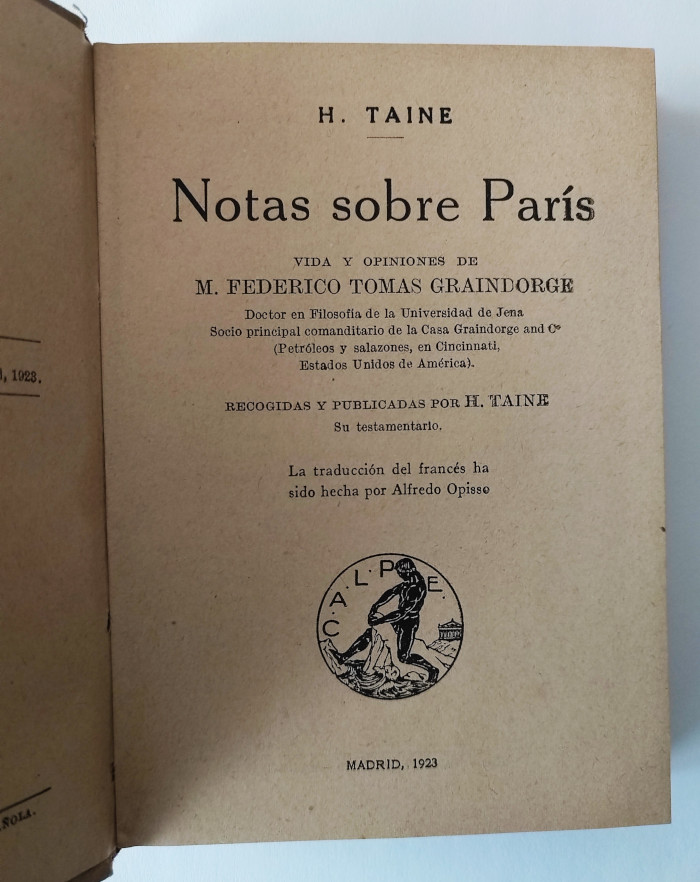 H. TAINE
Notas sobre París
VIDA Y OPINIONES DE
M. FEDERICO TOMAS GRAINDORGE
Doctor en Filosofia de la Universidad de Jena
Socio principal comanditario de la Casa Graindorge and Cº
(Petróleos y salazones, en Cincinnati,
Estados Unidos de América).
RECOGIDAS Y PUBLICADAS POR H. TAINE
Su testamentario.
La traducción del francés ha
sido hecha por Alfredo Opisso
C.A.L.P.E.
MADRID, 1923
, 1923.